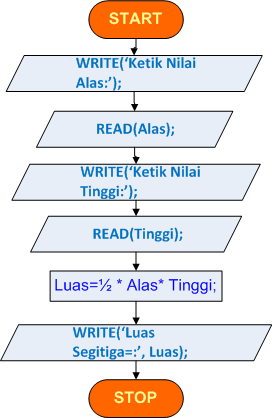 START
WRITE(‘Ketik Nilai
Alas:’);
READ(Alas);
WRITE(‘Ketik Nilai
Tinggi:’);
READ(Tinggi);
Luas=½ * Alas* Tinggi;
WRITE(‘Luas
Segitiga=:’, Luas);
STOP